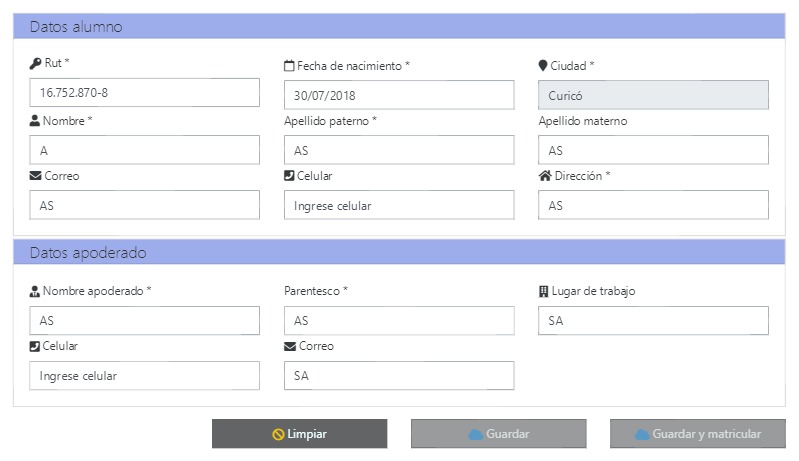 Datos alumno
Rut * Fecha de nacimiento * Ciudad *
16.752.870-8 30/07/2018 Curicó
Nombre * Apellido paterno * Apellido materno
A AS AS
Correo Celular Dirección *
AS Ingrese celular AS
Datos apoderado
Nombre apoderado * Parentesco * Lugar de trabajo
AS AS SA
Celular Correo
Ingrese celular SA
Limpiar Guardar Guardar y matricular